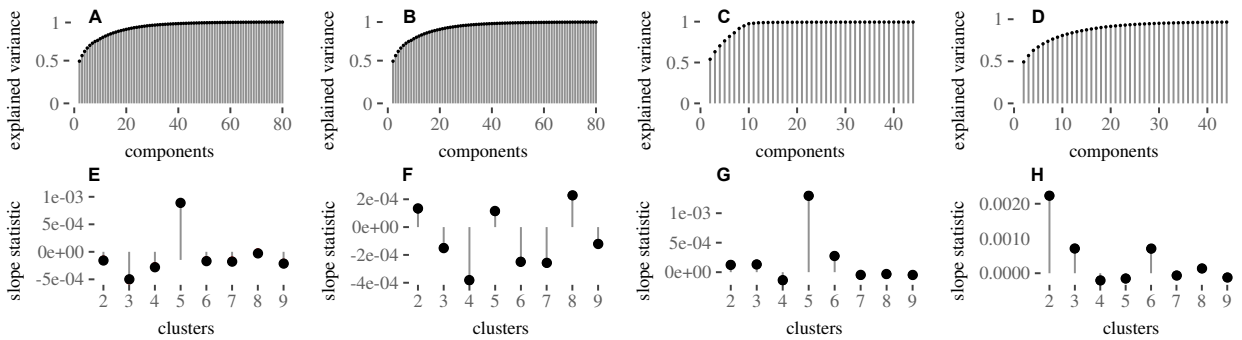 A
explained variance
1
0.5
0
0 20 40 60 80
components
B
explained variance
1
0.5
0
0 20 40 60 80
components
C
explained variance
1
0.5
0
0 10 20 30 40
components
D
explained variance
1
0.5
0
0 10 20 30 40
components
E
slope statistic
1e-03
5e-04
0e+00
-5e-04
2 3 4 5 6 7 8 9
clusters
F
slope statistic
2e-04
0e+00
-2e-04
-4e-04
2 3 4 5 6 7 8 9
clusters
G
slope statistic
1e-03
5e-04
0e+00
2 3 4 5 6 7 8 9
clusters
H
slope statistic
0.0020
0.0010
0.0000
2 3 4 5 6 7 8 9
clusters